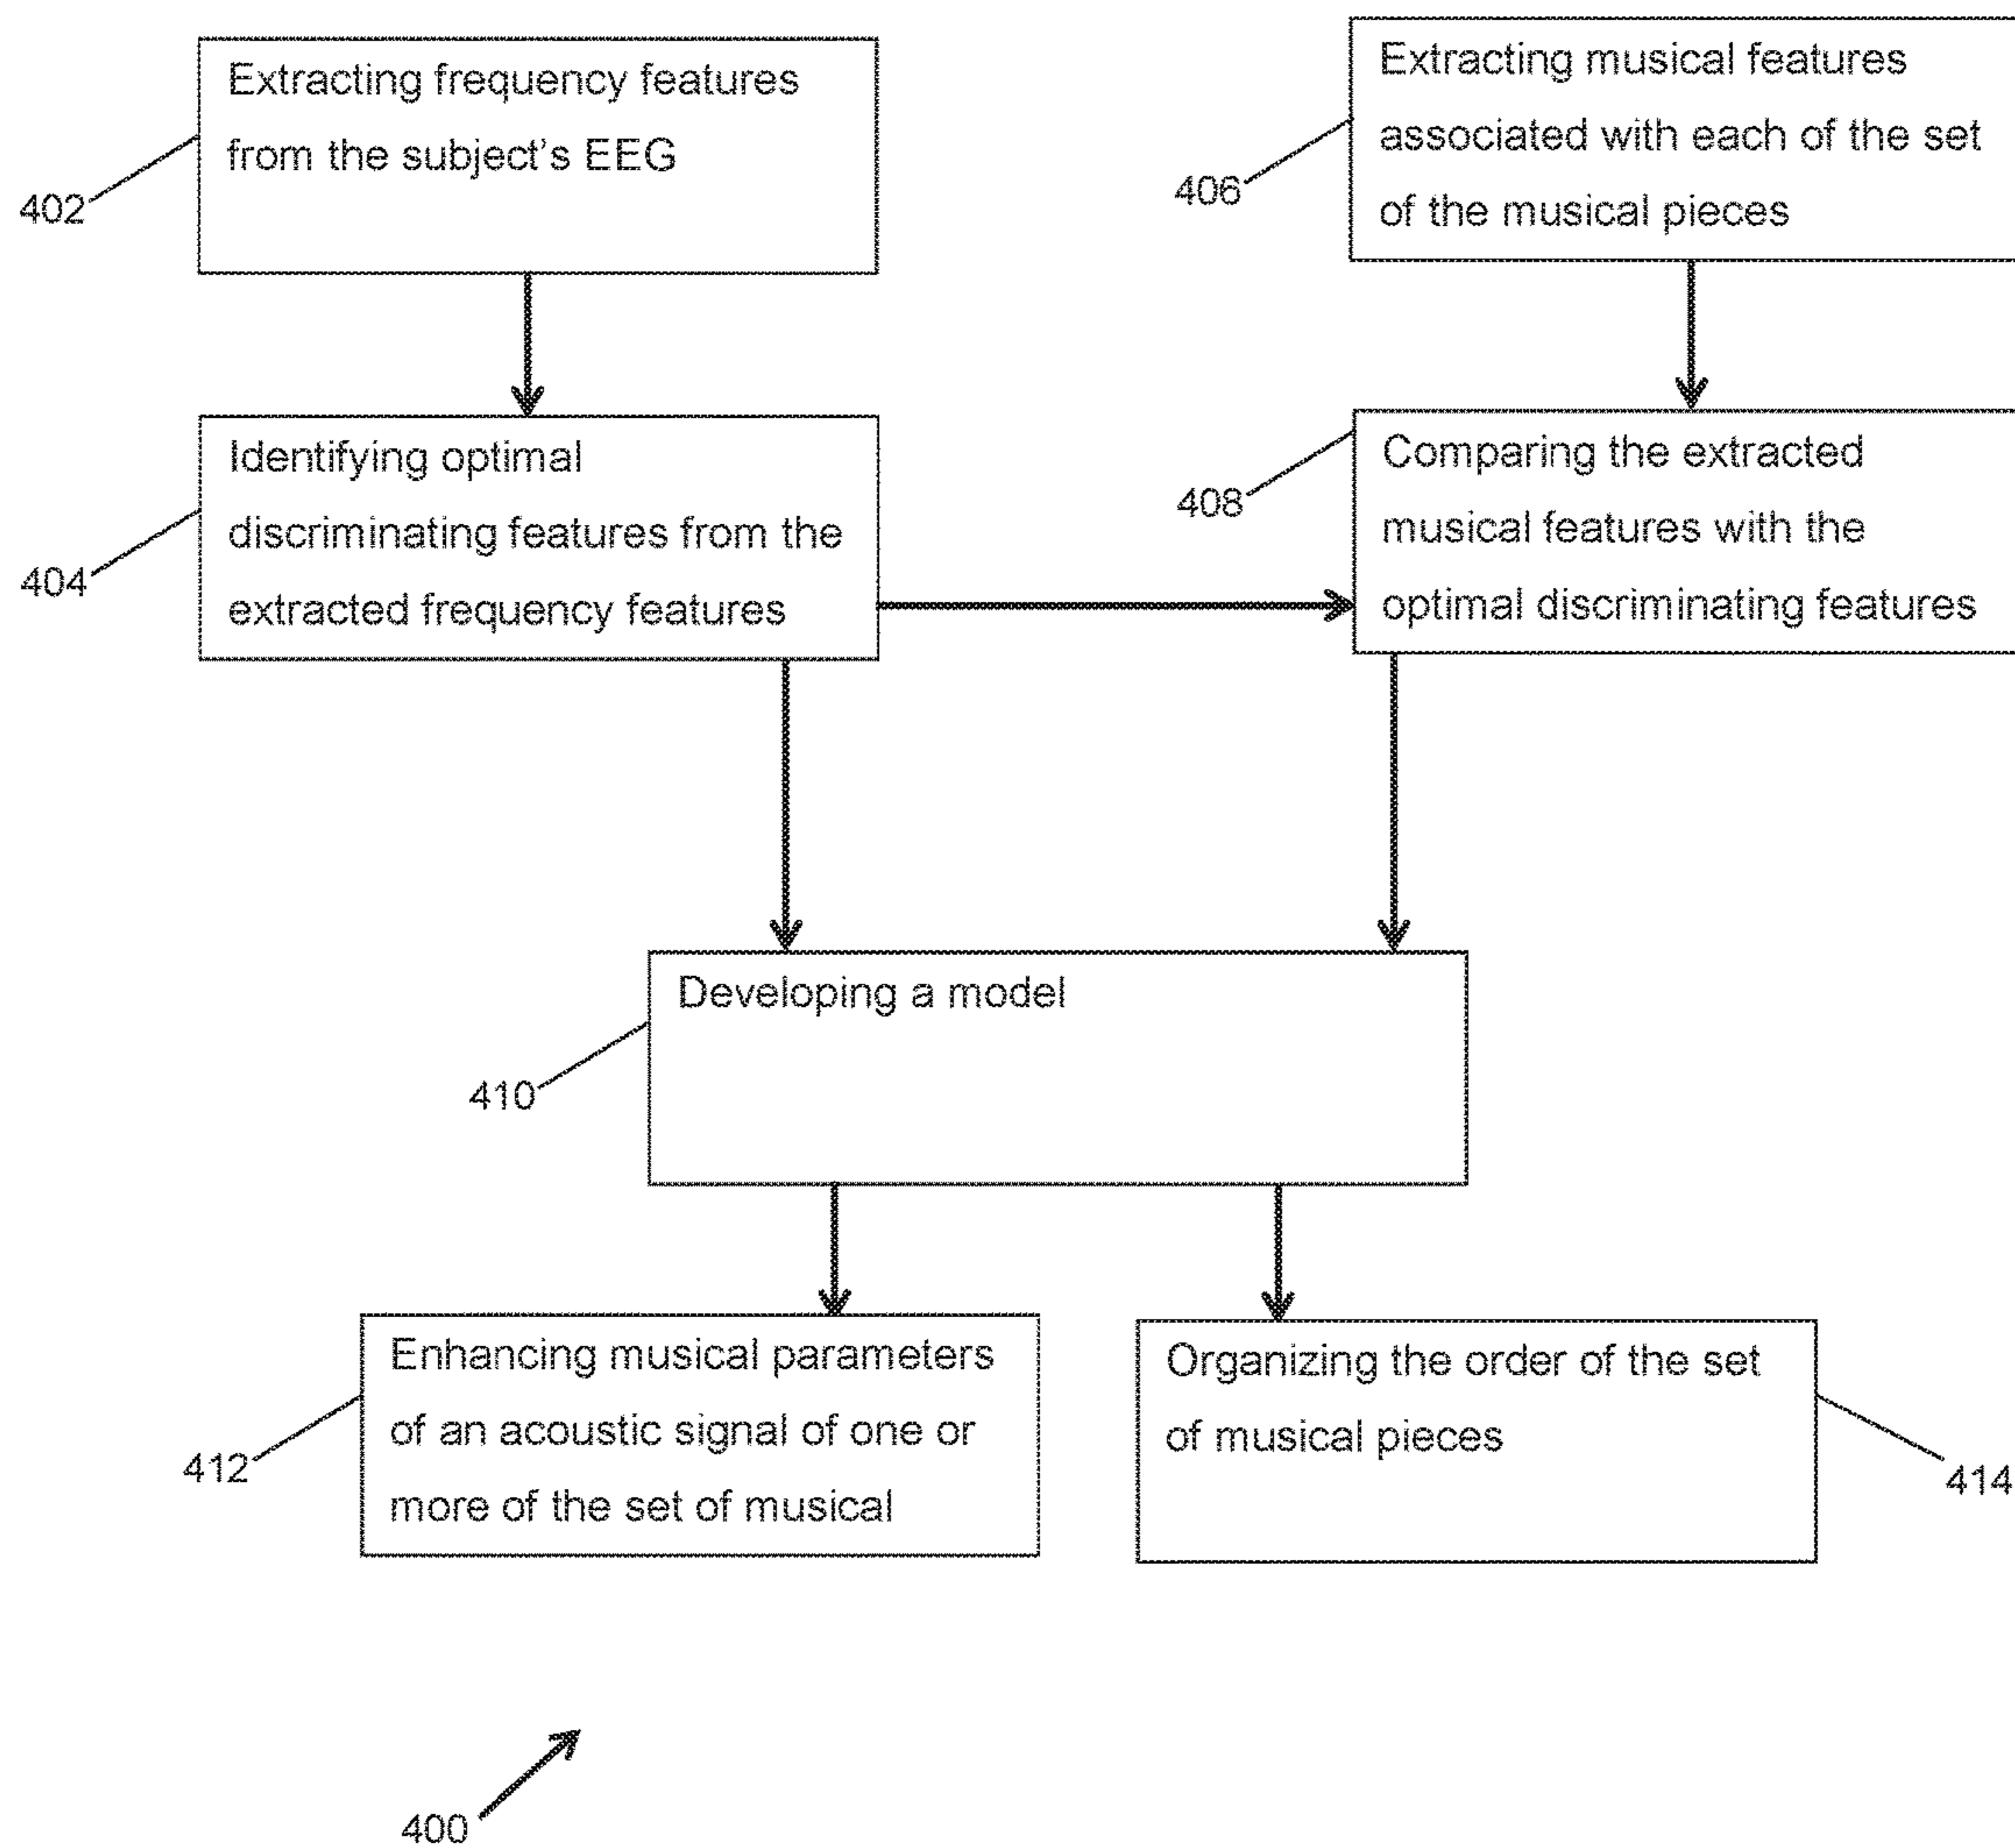 Extracting frequency features
from the subject's EEG
402
Extracting musical features
associated with each of the set
of the musical pieces
406
Identifying optimal
discriminating features from the
extracted frequency features
404
Comparing the extracted
musical features with the
optimal discriminating features
408
Developing a model
410
Enhancing musical parameters
of an acoustic signal of one or
more of the set of musical
412
Organizing the order of the set
of musical pieces
414
400